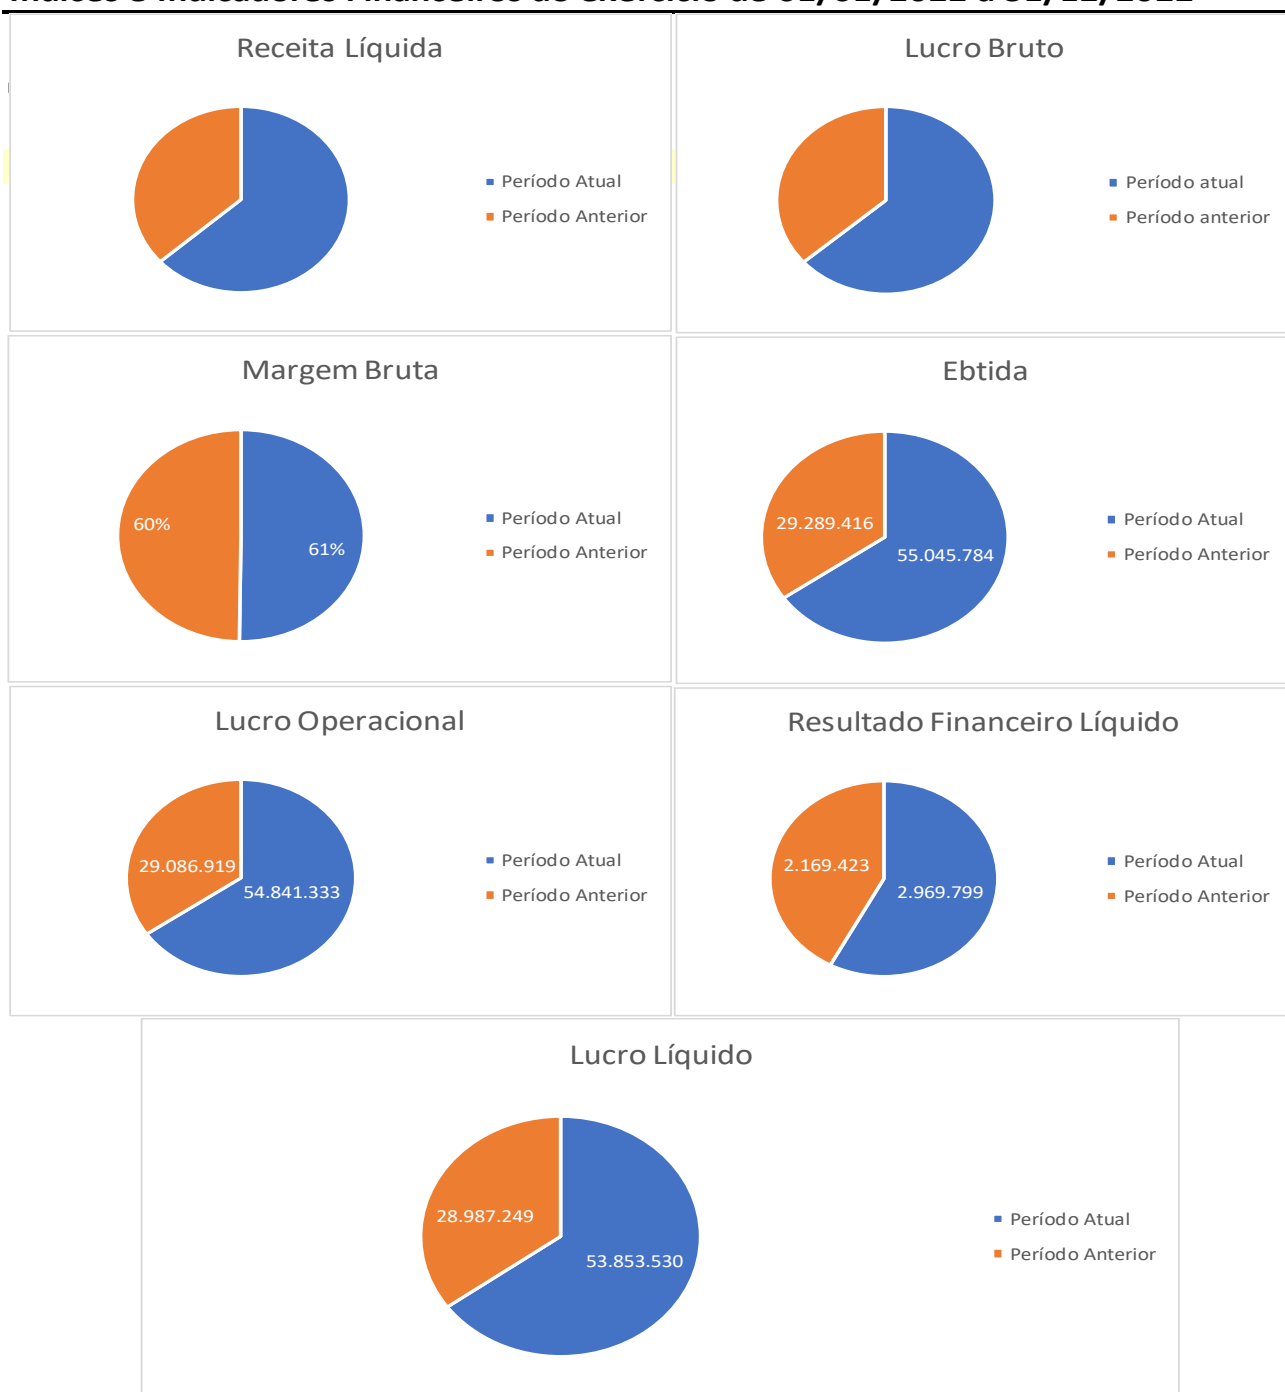 Receita Líquida
Período Atual
Período Anterior
Lucro Bruto
Período atual
Período anterior
Margem Bruta
60%
61%
Período Atual
Período Anterior
Ebtida
29.289.416
55.045.784
Período Atual
Período Anterior
Lucro Operacional
29.086.919
54.841.333
Período Atual
Período Anterior
Resultado Financeiro Líquido
2.169.423
2.969.799
Período Atual
Período Anterior
Lucro Líquido
28.987.249
53.853.530
Período Atual
Período Anterior